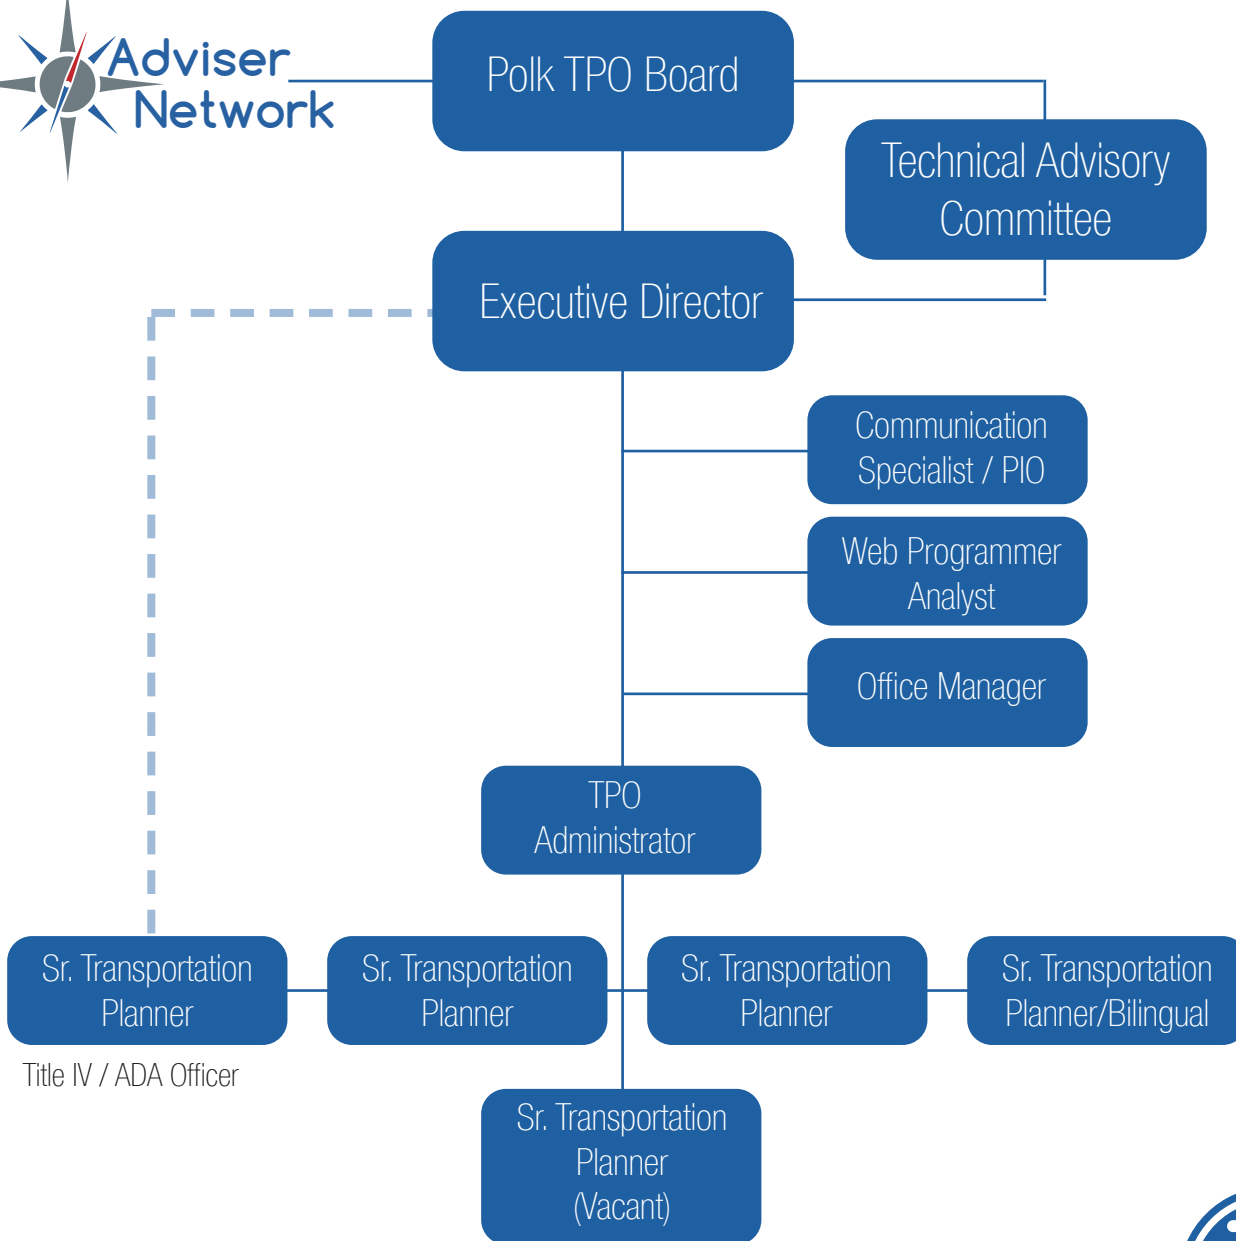 Adviser
Network
Polk TPO Board
Technical Advisory
Committee
Executive Director
Communication
Specialist / PIO
Web Programmer
Analyst
Office Manager
TPO
Administrator
Sr. Transportation
Planner
Title IV / ADA Officer
Sr. Transportation
Planner
Sr. Transportation
Planner
Sr. Transportation
Planner/Bilingual
Sr. Transportation
Planner
(Vacant)